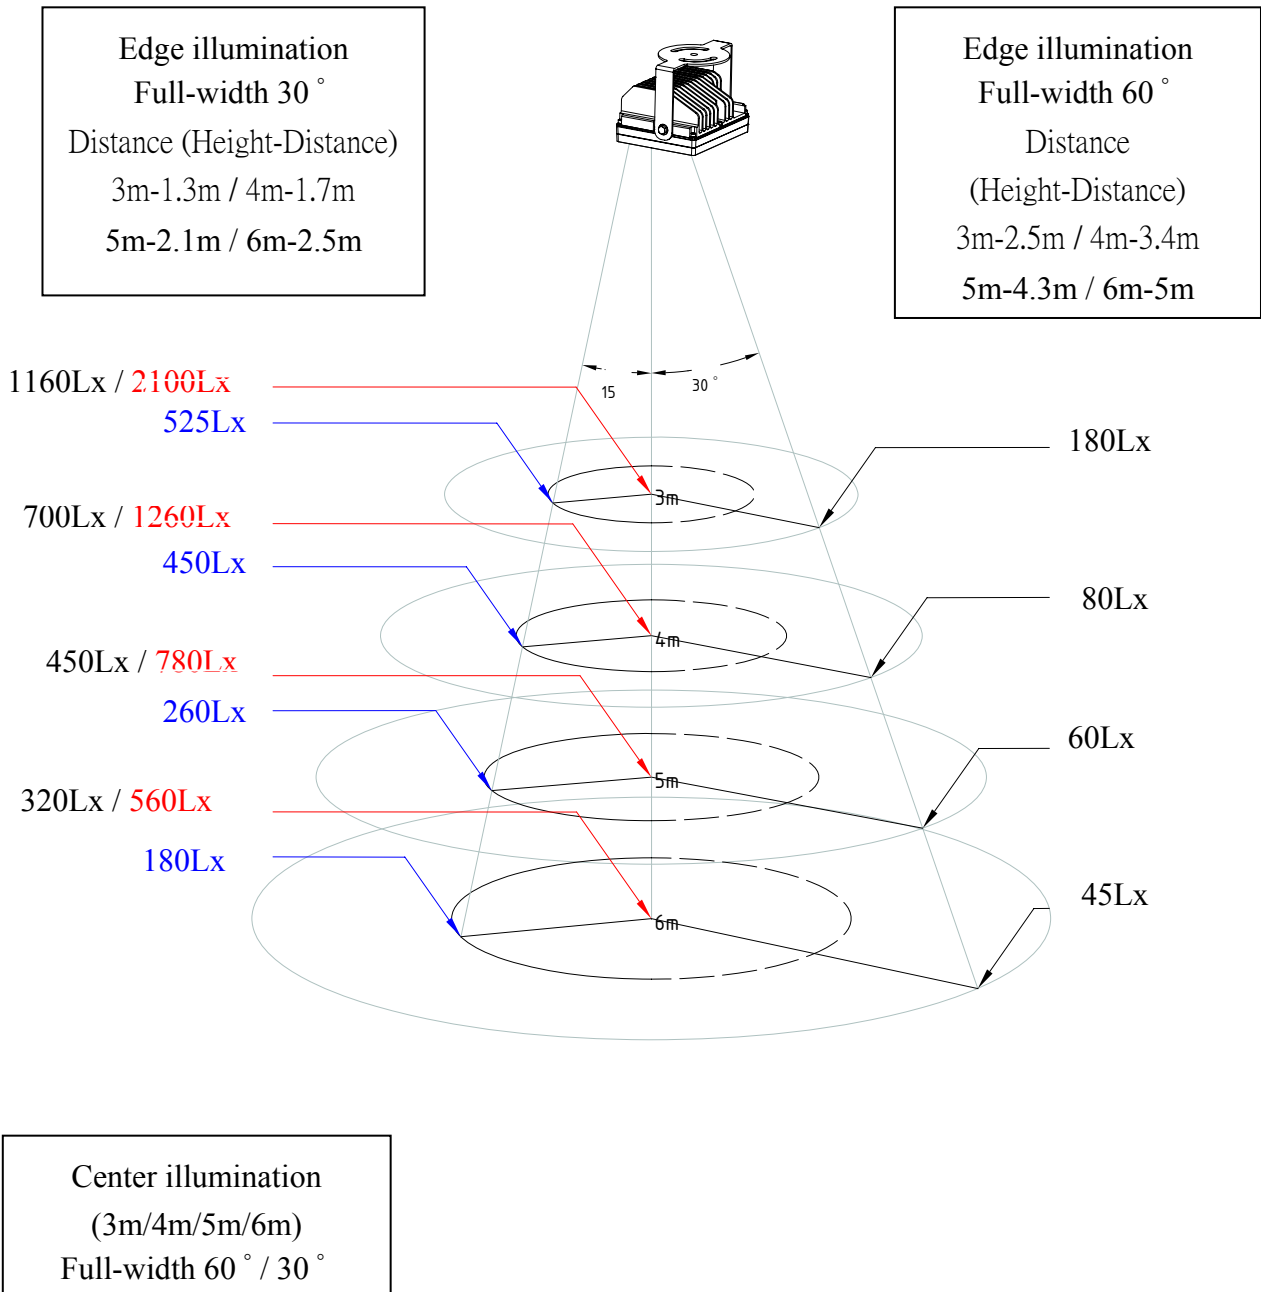 Edge illumination
Full-width 30°
Distance (Height-Distance)
3m-1.3m / 4m-1.7m
5m-2.1m / 6m-2.5m
Edge illumination
Full-width 60°
Distance
(Height-Distance)
3m-2.5m / 4m-3.4m
5m-4.3m / 6m-5m
15
30°
1160Lx / 2100Lx
525Lx
180Lx
3m
700Lx / 1260Lx
450Lx
80Lx
4m
450Lx / 780Lx
260Lx
60Lx
5m
320Lx / 560Lx
180Lx
45Lx
6m
Center illumination
(3m/4m/5m/6m)
Full-width 60° / 30°